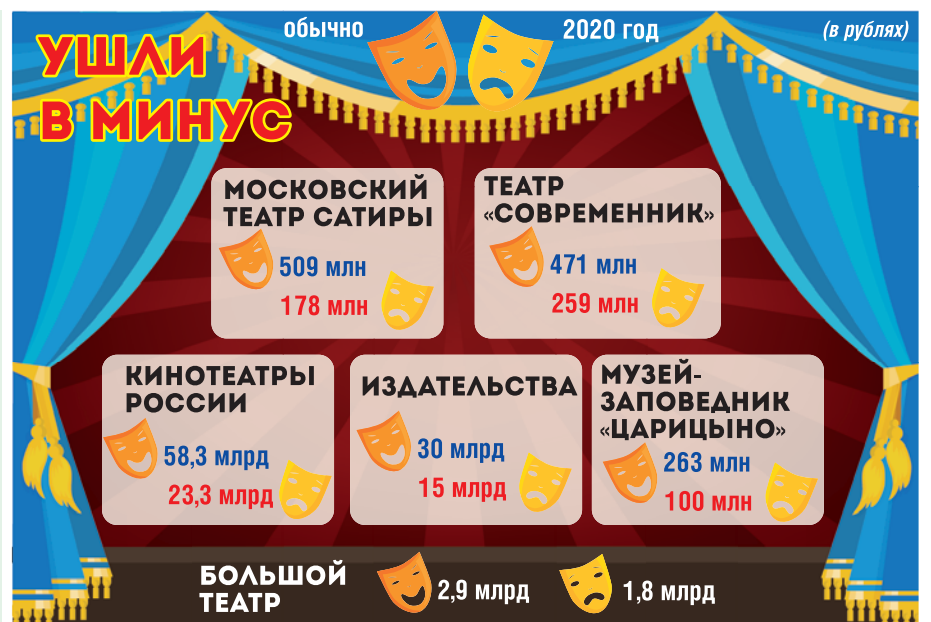 УШЛИ
В МИНУС
обычно
2020 год
(в рублях)
МОСКОВСКИЙ
ТЕАТР САТИРЫ
509 млн
178 млн
ТЕАТР
«СОВРЕМЕННИК»
471 млн
259 млн
КИНОТЕАТРЫ
РОССИИ
58,3 млрд
23,3 млрд
ИЗДАТЕЛЬСТВА
30 млрд
15 млрд
МУЗЕЙ-
ЗАПОВЕДНИК
«ЦАРИЦЫНО»
263 млн
100 млн
БОЛЬШОЙ
ТЕАТР
2,9 млрд
1,8 млрд